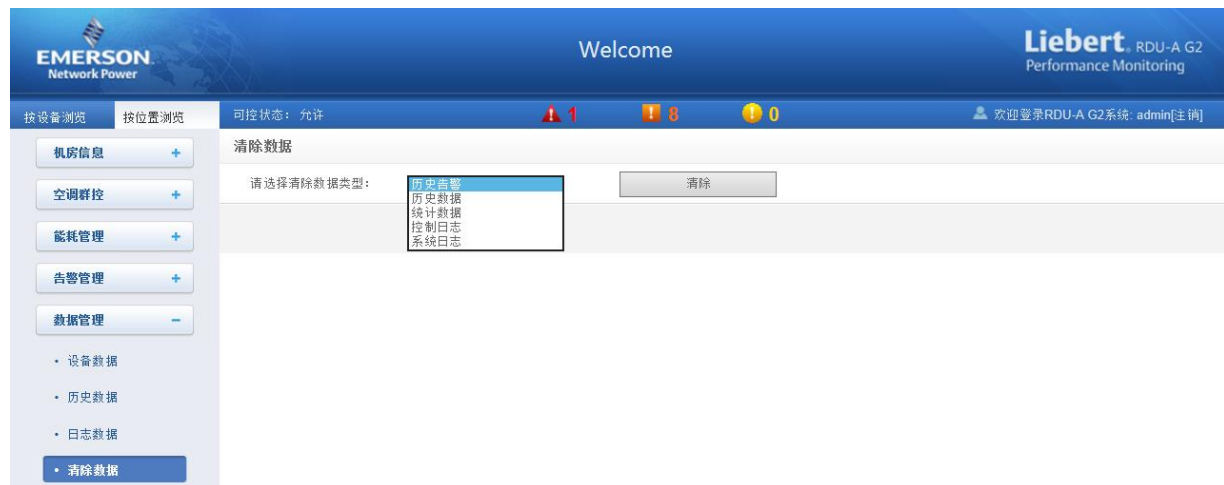 EMERSON.
Network Power
Welcome
Liebert® RDU-A G2
Performance Monitoring
按设备浏览 按位置浏览 可控状态：允许 1 8 0 欢迎登录RDU-A G2系统: admin[注销]
机房信息 +
空调群控 +
能耗管理 +
告警管理 +
数据管理 −
• 设备数据
• 历史数据
• 日志数据
• 清除数据
清除数据
请选择清除数据类型： 历史告警 清除
历史数据
统计数据
控制日志
系统日志